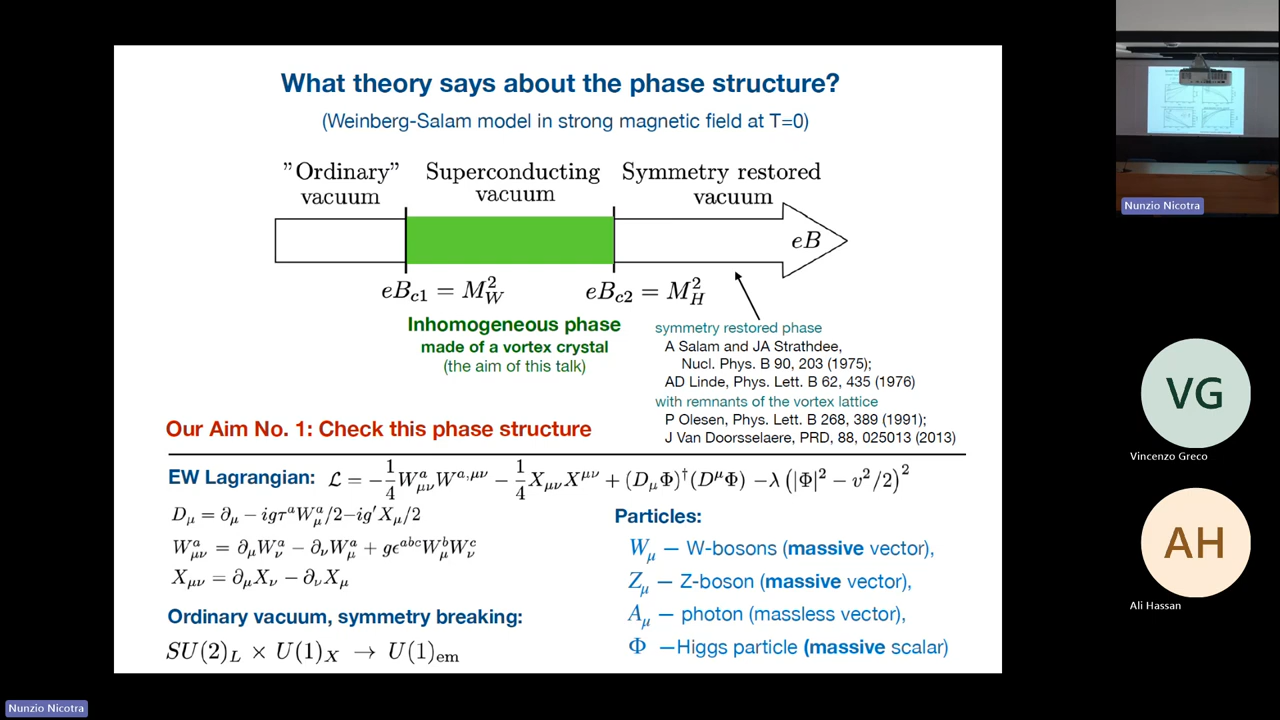 What theory says about the phase structure?
(Weinberg-Salam model in strong magnetic field at T=0)
"Ordinary" vacuum
Superconducting vacuum
Symmetry restored vacuum
eB
eB_{c1} = M_W^2
eB_{c2} = M_H^2
Inhomogeneous phase
made of a vortex crystal
(the aim of this talk)
symmetry restored phase
A Salam and JA Strathdee,
Nucl. Phys. B 90, 203 (1975);
AD Linde, Phys. Lett. B 62, 435 (1976)
with remnants of the vortex lattice
P Olesen, Phys. Lett. B 268, 389 (1991);
J Van Doorsselaere, PRD, 88, 025013 (2013)
Our Aim No. 1: Check this phase structure
EW Lagrangian: ℒ = −1/4 W^a_{μν}W^{a,μν} − 1/4 X_{μν}X^{μν} + (D_μΦ)^†(D^μΦ) −λ(|Φ|^2 − v^2/2)^2
D_μ = ∂_μ − igτ^aW^a_μ/2−ig′X_μ/2
W^a_{μν} = ∂_μW^a_ν − ∂_νW^a_μ + gϵ^{abc}W^b_μW^c_ν
X_{μν} = ∂_μX_ν − ∂_νX_μ
Ordinary vacuum, symmetry breaking:
SU(2)_L × U(1)_X → U(1)_{em}
Particles:
W_μ — W-bosons (massive vector),
Z_μ — Z-boson (massive vector),
A_μ — photon (massless vector),
Φ —Higgs particle (massive scalar)
Nunzio Nicotra
VG
Vincenzo Greco
AH
Ali Hassan
Nunzio Nicotra